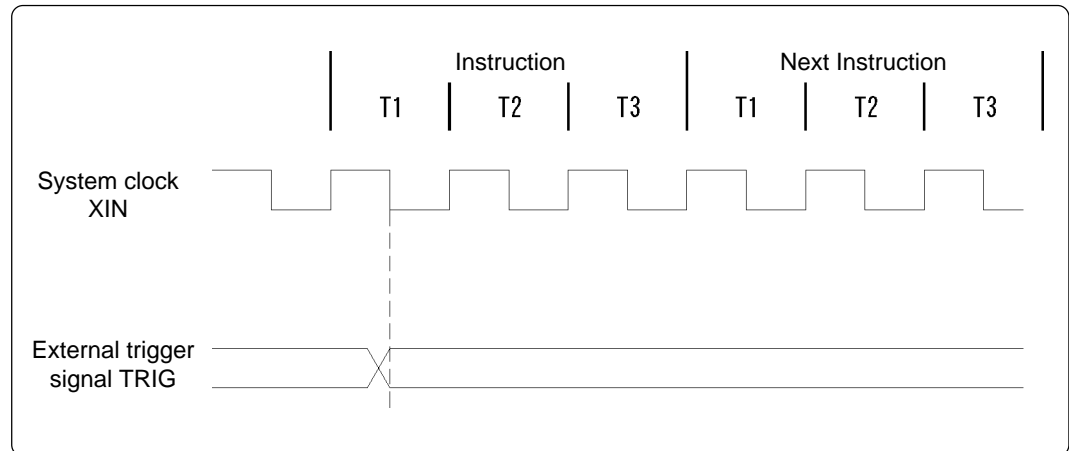 Instruction Next Instruction
T1 T2 T3 T1 T2 T3
System clock
XIN
External trigger
signal TRIG